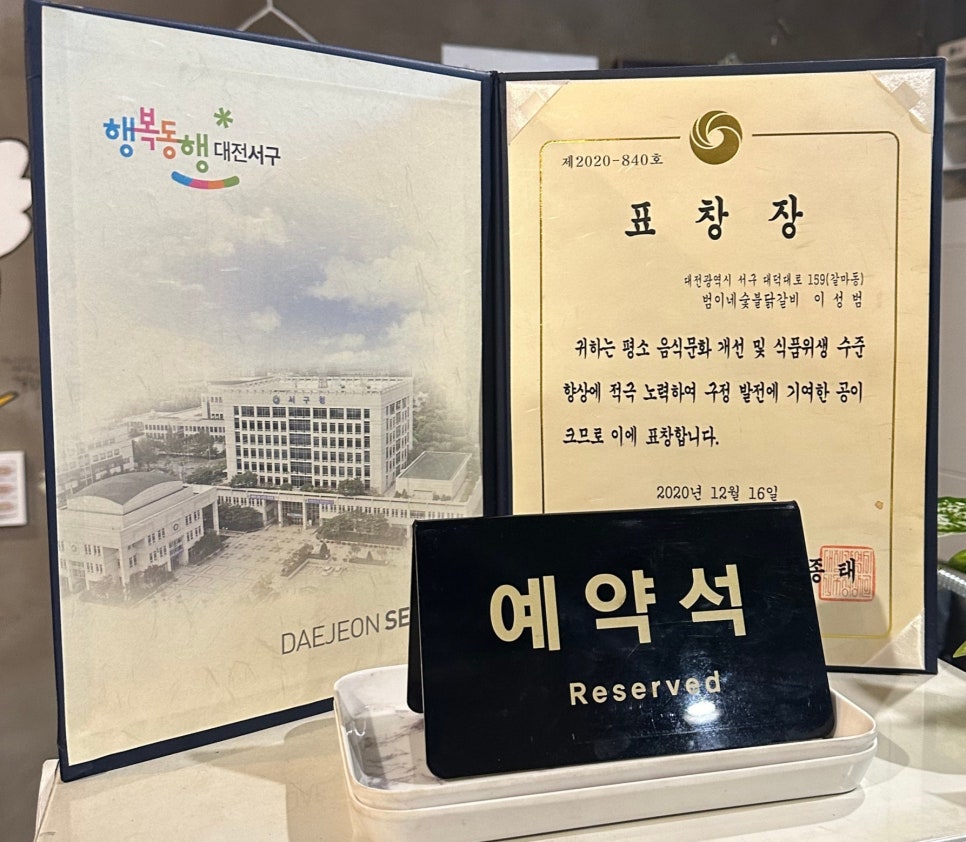 행복동행 대전서구
서구청
DAEJEON SE
제2020-840호
표창장
대전광역시 서구 대덕대로 159(갈마동)
범이네숯불닭갈비 이성범
귀하는 평소 음식문화 개선 및 식품위생 수준
향상에 적극 노력하여 구정 발전에 기여한 공이
크므로 이에 표창합니다.
2020년 12월 16일
종 태
예약석
Reserved